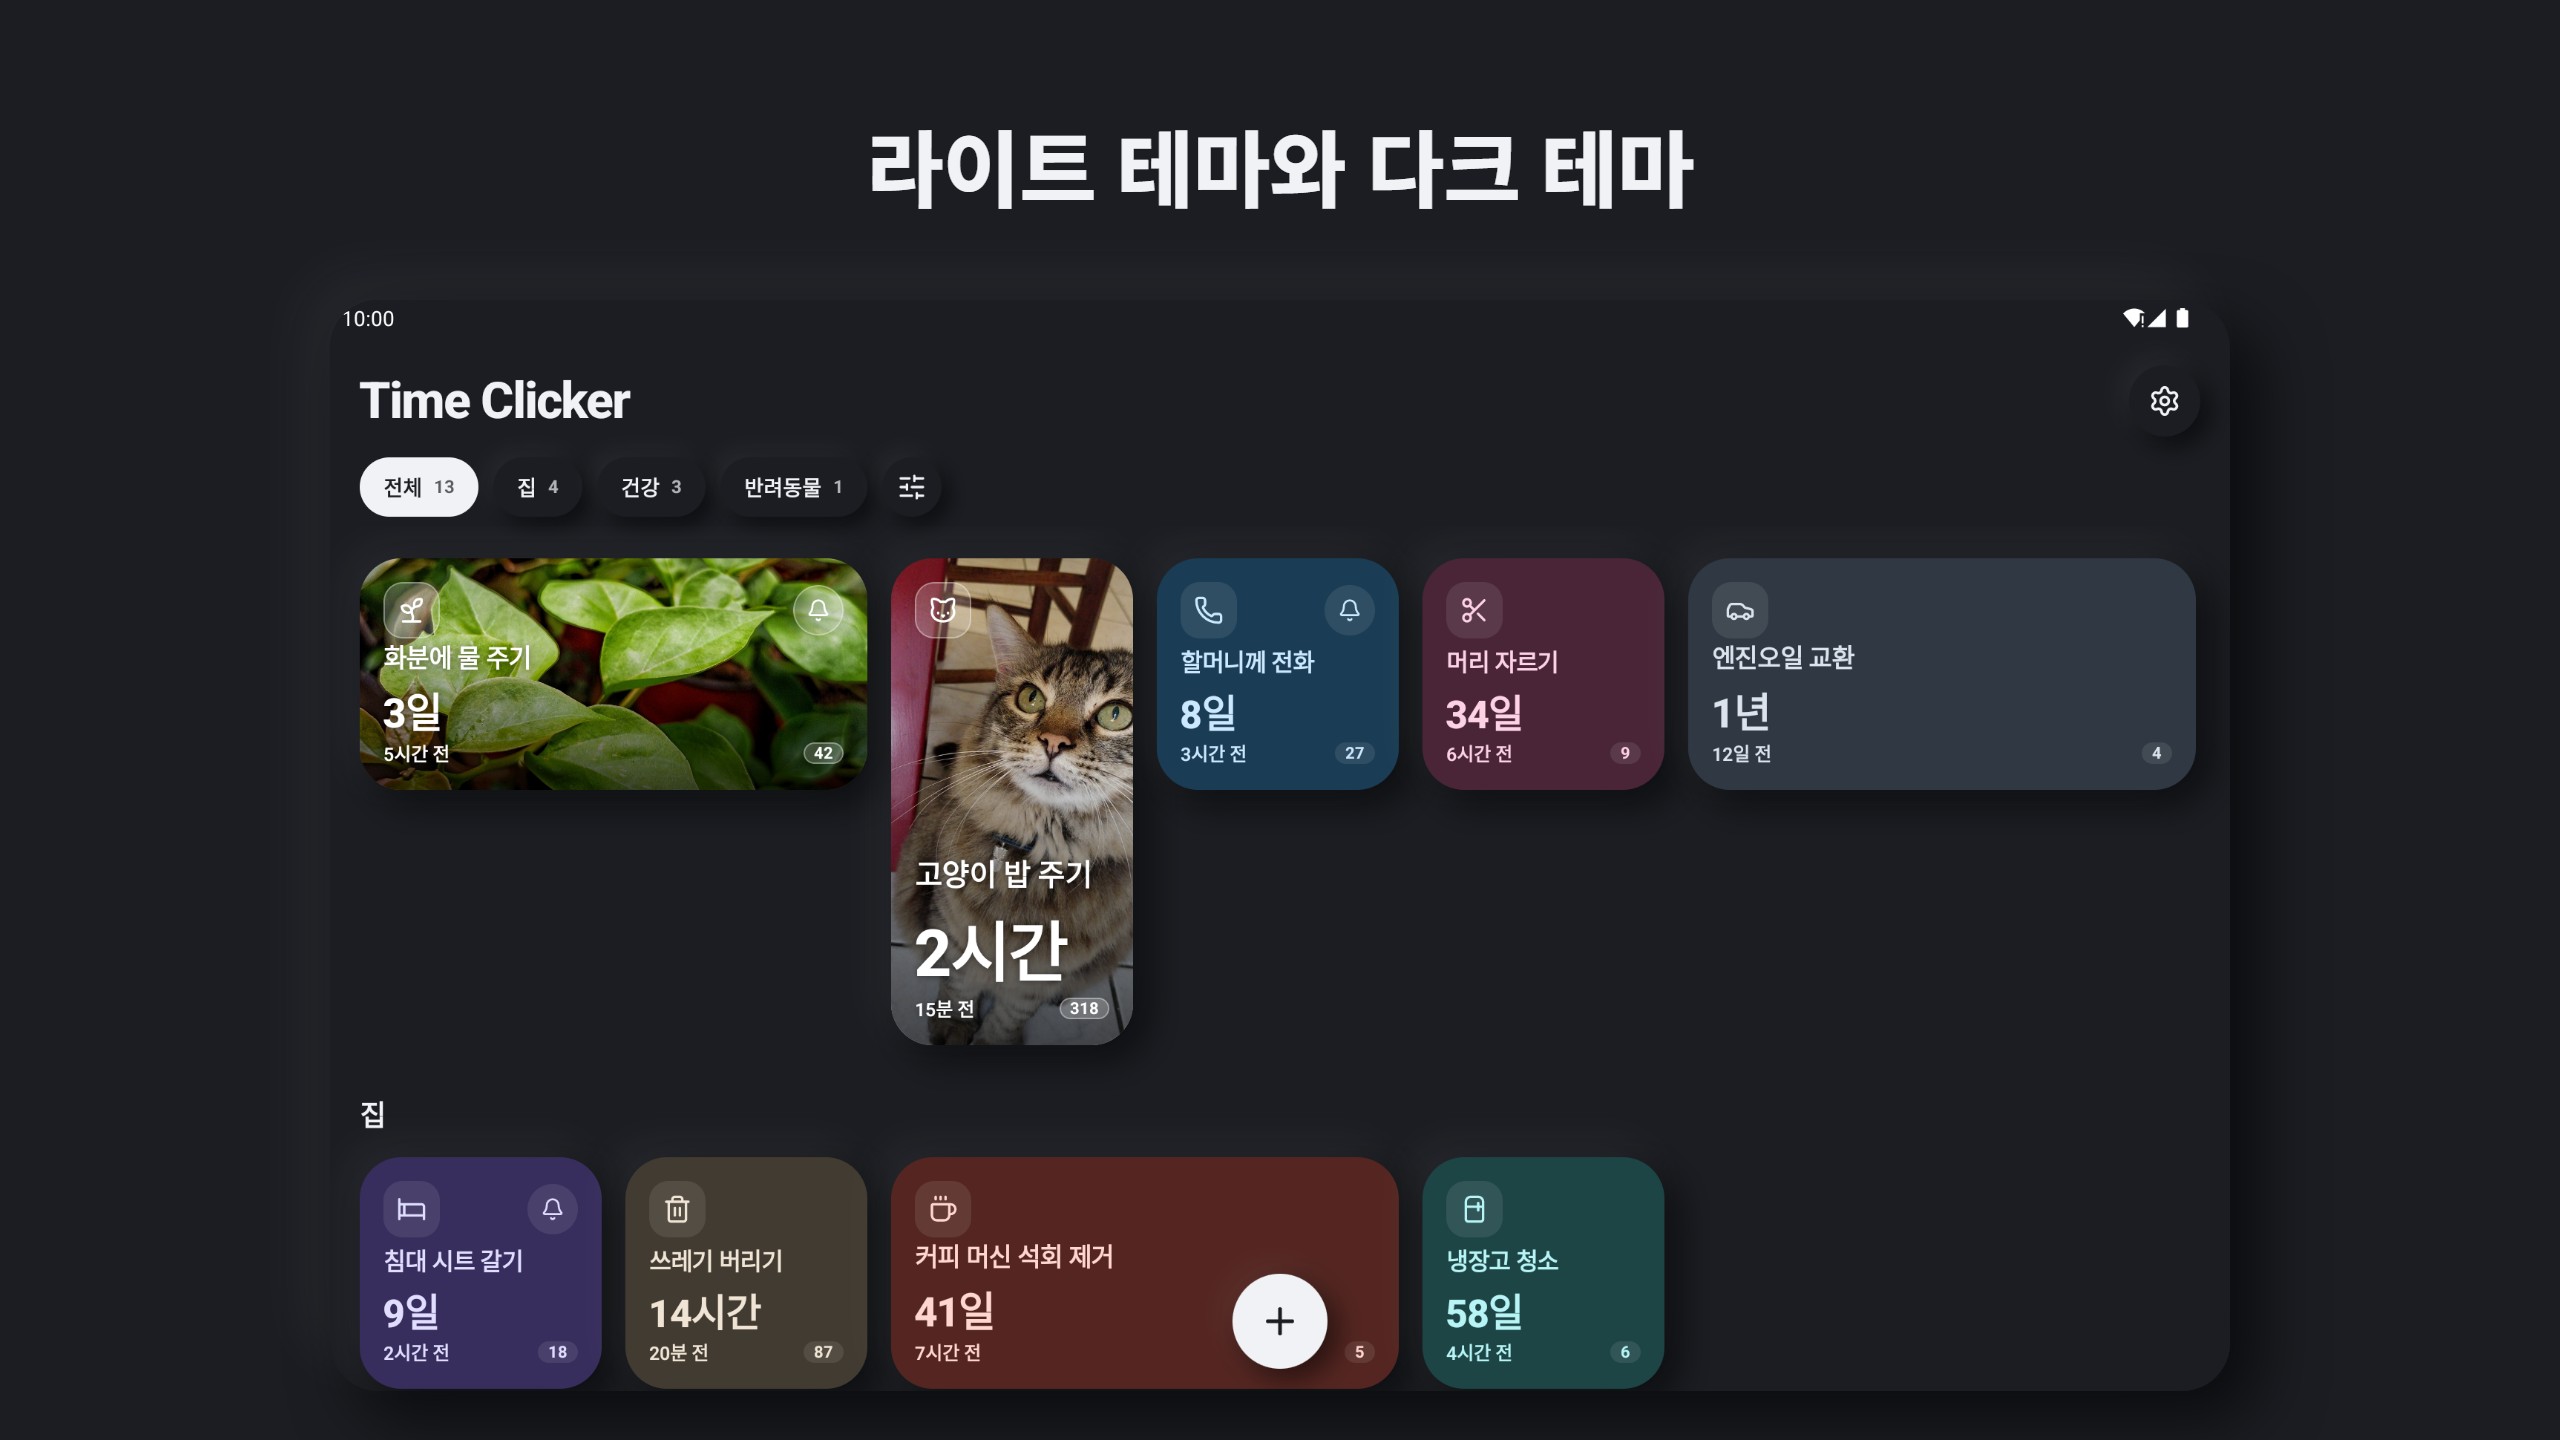 라이트 테마와 다크 테마
10:00
Time Clicker
전체 13
집 4
건강 3
반려동물 1
화분에 물 주기
3일
5시간 전
42
고양이 밥 주기
2시간
15분 전
318
할머니께 전화
8일
3시간 전
27
머리 자르기
34일
6시간 전
9
엔진오일 교환
1년
12일 전
4
집
침대 시트 갈기
9일
2시간 전
18
쓰레기 버리기
14시간
20분 전
87
커피 머신 석회 제거
41일
7시간 전
5
냉장고 청소
58일
4시간 전
6